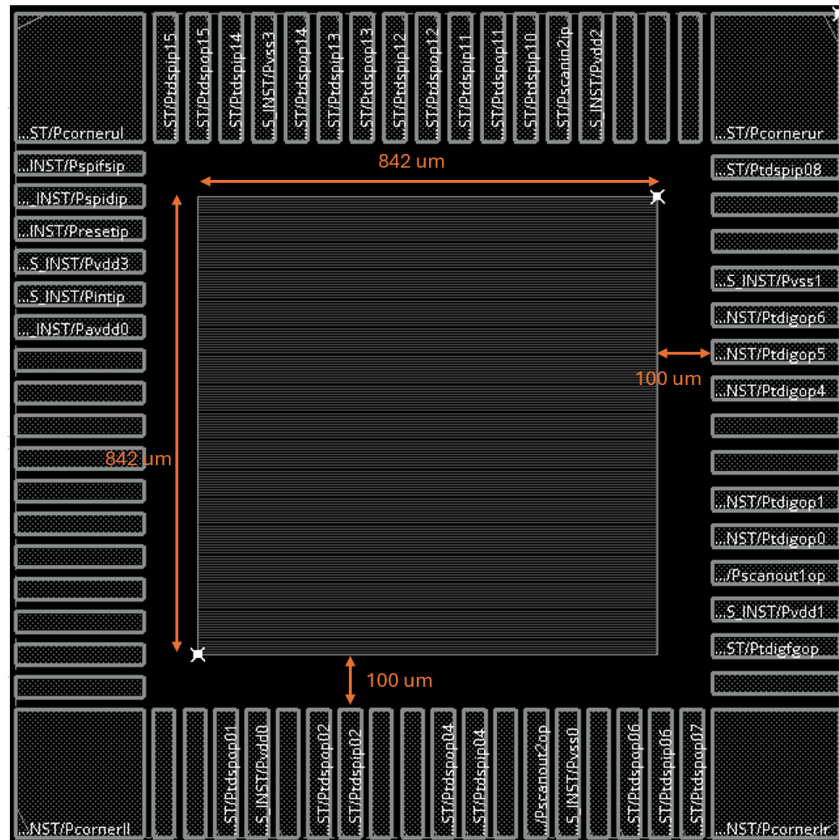 ...ST/Ptdspip15
...ST/Ptdspop15
...ST/Ptdspip14
S_INST/Pvss3
...ST/Ptdspop14
...ST/Ptdspip13
...ST/Ptdspop13
...ST/Ptdspip12
...ST/Ptdspop12
...ST/Ptdspip11
...ST/Ptdspop11
...ST/Ptdspip10
...ST/Pscanin2ip
S_INST/Pvdd2
...ST/Pcornerul
...ST/Pcornerur
...INST/Pspifsip
..._INST/Pspidip
...INST/Presetip
...S_INST/Pvdd3
...S_INST/Pintip
..._INST/Pavdd0
842 um
842 um
100 um
100 um
...ST/Ptdspip08
...S_INST/Pvss1
...NST/Ptdigop6
...NST/Ptdigop5
...NST/Ptdigop4
...NST/Ptdigop1
...NST/Ptdigop0
.../Pscanout1op
...S_INST/Pvdd1
...ST/Ptdigfgop
...NST/Pcornerll
...ST/Ptdspop01
S_INST/Pvdd0
...ST/Ptdspop02
...ST/Ptdspip02
...ST/Ptdspop04
...ST/Ptdspip04
../Pscanout2op
S_INST/Pvss0
...ST/Ptdspop06
...ST/Ptdspip06
...ST/Ptdspop07
...NST/Pcornerlr